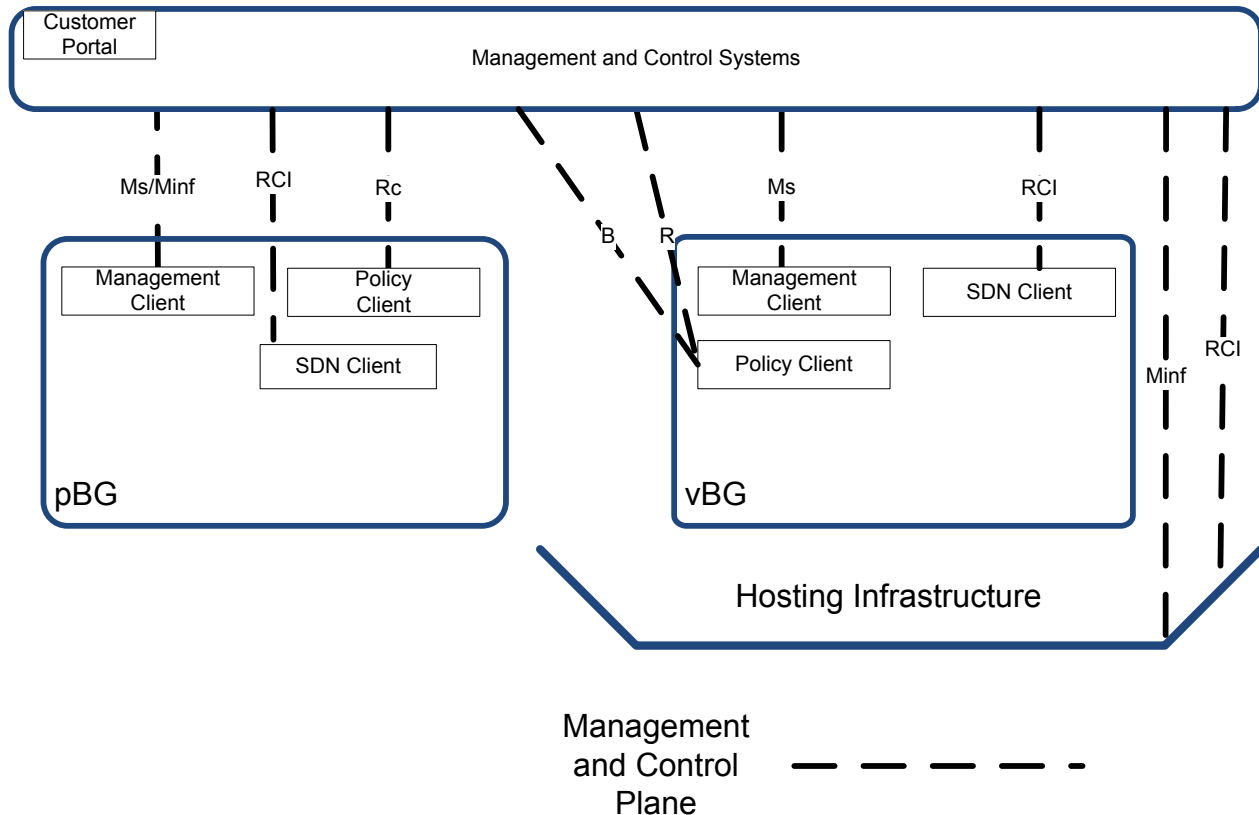 Customer
Portal
Management and Control Systems
Ms/Minf
RCI
Rc
B
R
Ms
RCI
Minf
RCI
Management
Client
Policy
Client
SDN Client
pBG
Management
Client
SDN Client
Policy Client
vBG
Hosting Infrastructure
Management
and Control
Plane